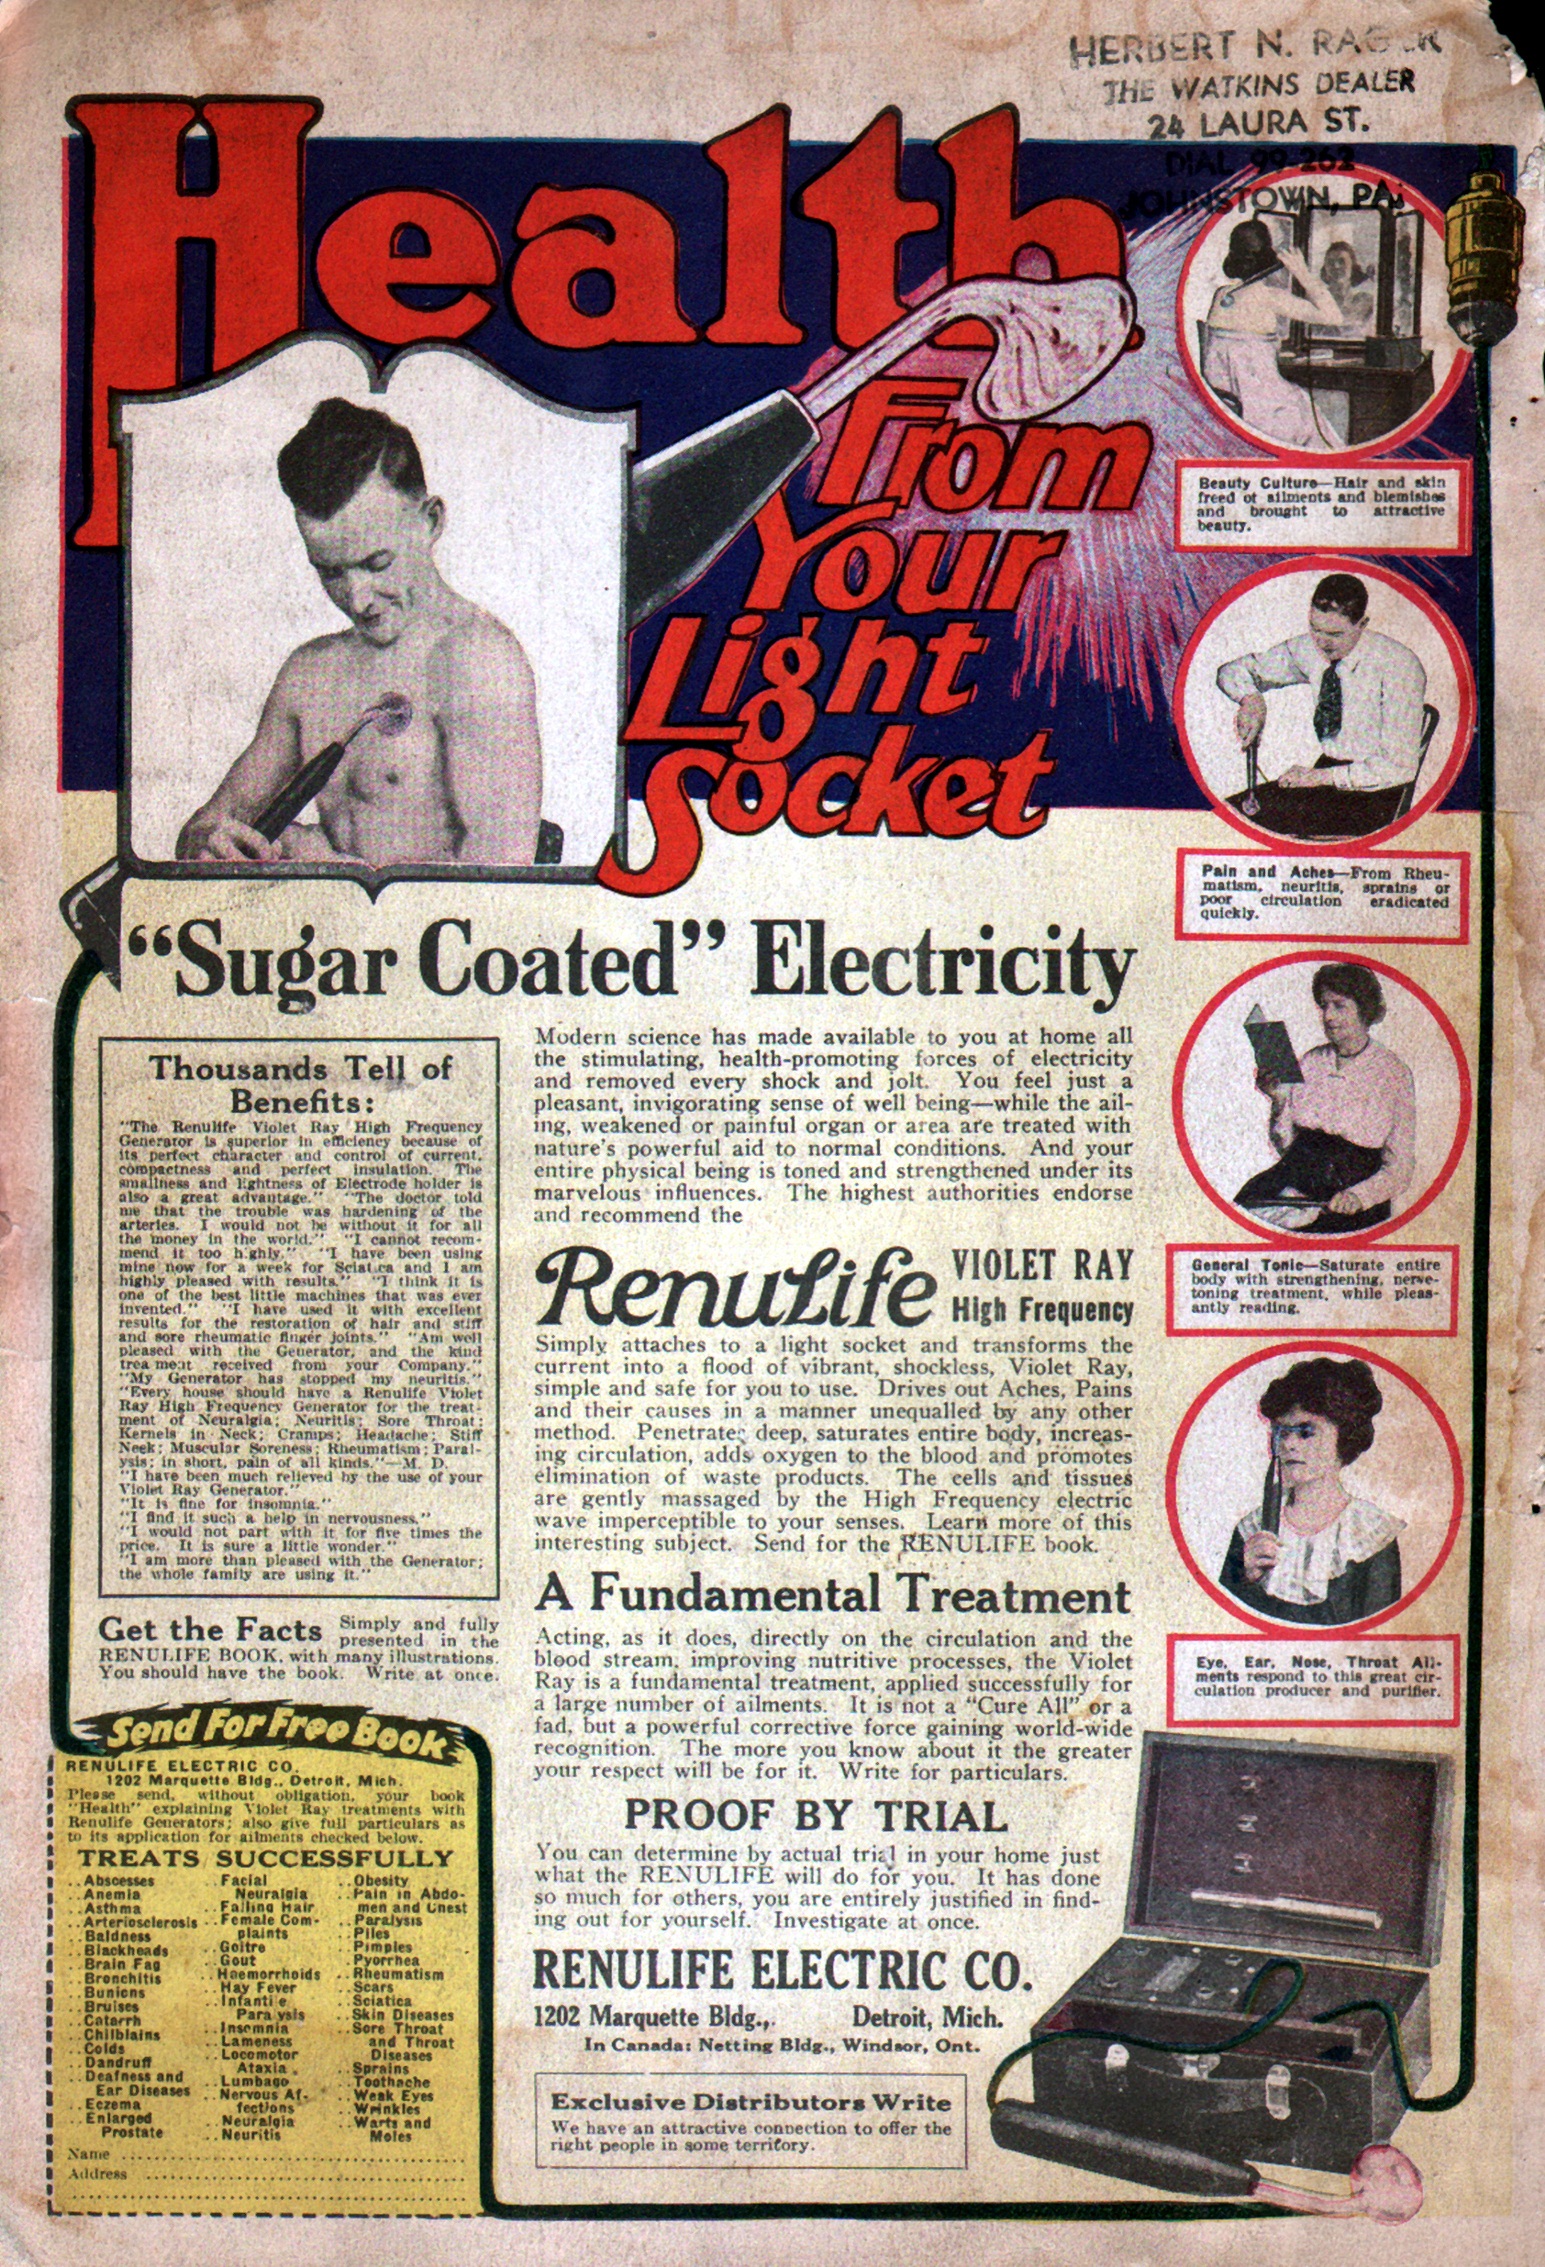 HERBERT N. RAGER
THE WATKINS DEALER
24 LAURA ST.
DIAL 99-262
JOHNSTOWN, PA.
Health
From
Your
Light
Socket
Beauty Culture—Hair and skin
freed of ailments and blemishes
and brought to attractive
beauty.
Pain and Aches—From Rheu-
matism, neuritis, sprains or
poor circulation eradicated
quickly.
General Tonic—Saturate entire
body with strengthening, nerve-
toning treatment, while pleas-
antly reading.
Eye, Ear, Nose, Throat Ail-
ments respond to this great cir-
culation producer and purifier.
"Sugar Coated" Electricity
Thousands Tell of
Benefits:
"The Renulife Violet Ray High Frequency
Generator is superior in efficiency because of
its perfect character and control of current,
compactness and perfect insulation. The
smallness and lightness of Electrode holder is
also a great advantage." "The doctor told
me that the trouble was hardening of the
arteries. I would not be without it for all
the money in the world." "I cannot recom-
mend it too highly." "I have been using
mine now for a week for Sciatica and I am
highly pleased with results." "I think it is
one of the best little machines that was ever
invented." "I have used it with excellent
results for the restoration of hair and stiff
and sore rheumatic finger joints." "Am well
pleased with the Generator, and the kind
treatment received from your Company."
"My Generator has stopped my neuritis."
"Every house should have a Renulife Violet
Ray High Frequency Generator for the treat-
ment of Neuralgia; Neuritis; Sore Throat;
Kernels in Neck; Cramps; Headache; Stiff
Neck; Muscular Soreness; Rheumatism; Paral-
ysis; in short, pain of all kinds."—M. D.
"I have been much relieved by the use of your
Violet Ray Generator."
"It is fine for insomnia."
"I find it such a help in nervousness."
"I would not part with it for five times the
price. It is sure a little wonder."
"I am more than pleased with the Generator;
the whole family are using it."
Get the Facts Simply and fully
presented in the
RENULIFE BOOK, with many illustrations.
You should have the book. Write at once.
Modern science has made available to you at home all
the stimulating, health-promoting forces of electricity
and removed every shock and jolt. You feel just a
pleasant, invigorating sense of well being—while the ail-
ing, weakened or painful organ or area are treated with
nature's powerful aid to normal conditions. And your
entire physical being is toned and strengthened under its
marvelous influences. The highest authorities endorse
and recommend the
RenuLife VIOLET RAY
High Frequency
Simply attaches to a light socket and transforms the
current into a flood of vibrant, shockless, Violet Ray,
simple and safe for you to use. Drives out Aches, Pains
and their causes in a manner unequalled by any other
method. Penetrates deep, saturates entire body, increas-
ing circulation, adds oxygen to the blood and promotes
elimination of waste products. The cells and tissues
are gently massaged by the High Frequency electric
wave imperceptible to your senses. Learn more of this
interesting subject. Send for the RENULIFE book.
A Fundamental Treatment
Acting, as it does, directly on the circulation and the
blood stream, improving nutritive processes, the Violet
Ray is a fundamental treatment, applied successfully for
a large number of ailments. It is not a "Cure All" or a
fad, but a powerful corrective force gaining world-wide
recognition. The more you know about it the greater
your respect will be for it. Write for particulars.
PROOF BY TRIAL
You can determine by actual trial in your home just
what the RENULIFE will do for you. It has done
so much for others, you are entirely justified in find-
ing out for yourself. Investigate at once.
RENULIFE ELECTRIC CO.
1202 Marquette Bldg., Detroit, Mich.
In Canada: Netting Bldg., Windsor, Ont.
Exclusive Distributors Write
We have an attractive connection to offer the
right people in some territory.
Send For Free Book
RENULIFE ELECTRIC CO.
1202 Marquette Bldg., Detroit, Mich.
Please send, without obligation, your book
"Health" explaining Violet Ray treatments with
Renulife Generators; also give full particulars as
to its application for ailments checked below.
TREATS SUCCESSFULLY
..Abscesses
..Anemia
..Asthma
..Arteriosclerosis
..Baldness
..Blackheads
..Brain Fag
..Bronchitis
..Bunions
..Bruises
..Catarrh
..Chilblains
..Colds
..Dandruff
..Deafness and
Ear Diseases
..Eczema
..Enlarged
Prostate
..Facial
Neuralgia
..Falling Hair
..Female Com-
plaints
..Goitre
..Gout
..Haemorrhoids
..Hay Fever
..Infantile
Paralysis
..Insomnia
..Lameness
..Locomotor
Ataxia
..Lumbago
..Nervous Af-
fections
..Neuralgia
..Neuritis
..Obesity
..Pain in Abdo-
men and Chest
..Paralysis
..Piles
..Pimples
..Pyorrhea
..Rheumatism
..Scars
..Sciatica
..Skin Diseases
..Sore Throat
and Throat
Diseases
..Sprains
..Toothache
..Weak Eyes
..Wrinkles
..Warts and
Moles
Name
Address